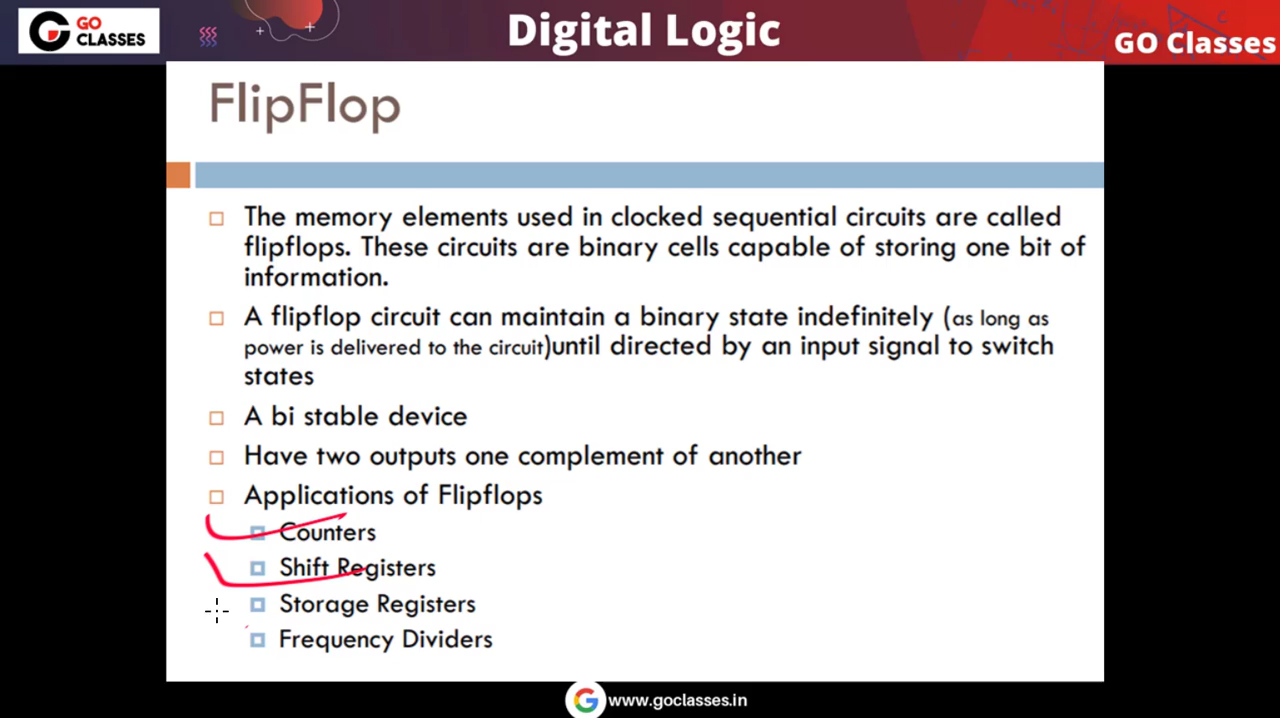 GO
CLASSES
Digital Logic
GO Classes
FlipFlop
The memory elements used in clocked sequential circuits are called
flipflops. These circuits are binary cells capable of storing one bit of
information.
A flipflop circuit can maintain a binary state indefinitely (as long as
power is delivered to the circuit)until directed by an input signal to switch
states
A bi stable device
Have two outputs one complement of another
Applications of Flipflops
Counters
Shift Registers
Storage Registers
Frequency Dividers
www.goclasses.in